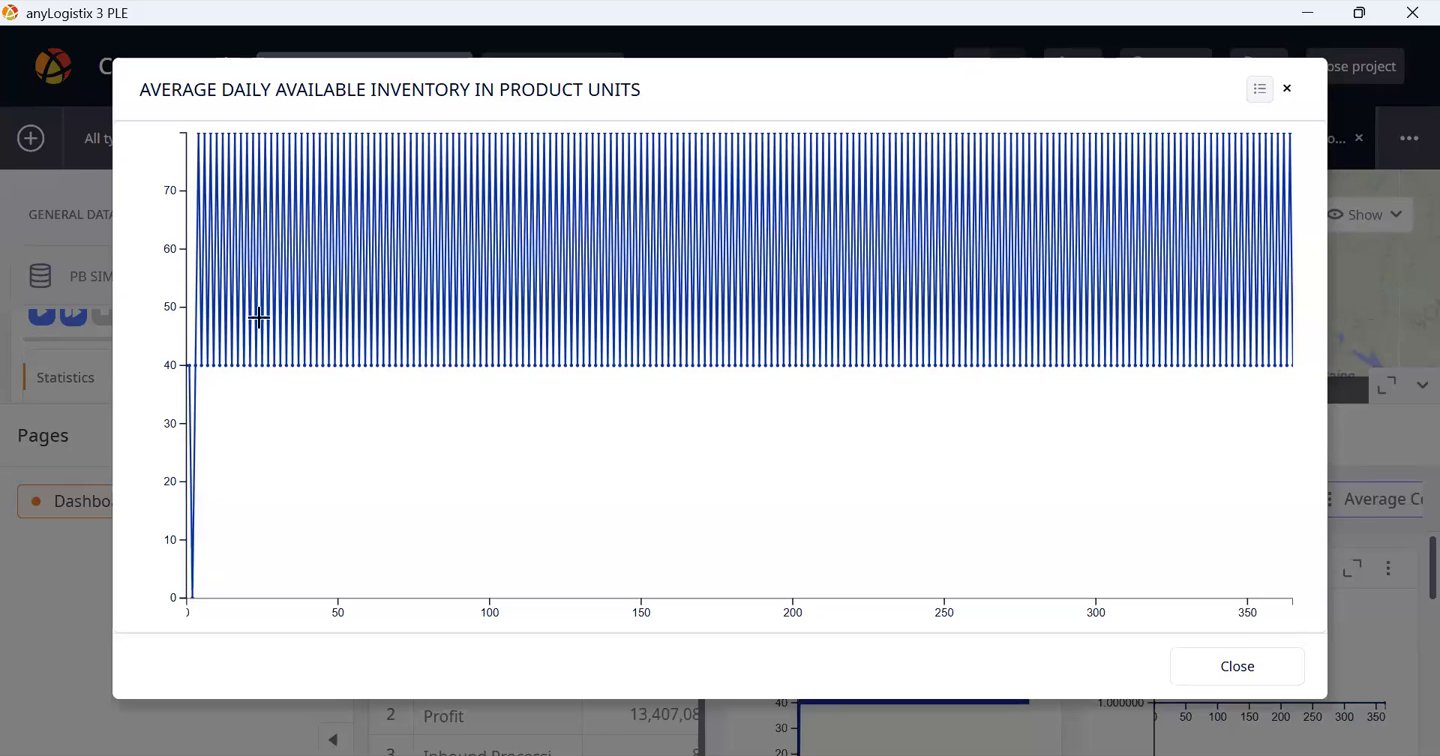 anyLogistix 3 PLE
ose project
AVERAGE DAILY AVAILABLE INVENTORY IN PRODUCT UNITS
All ty
o...
GENERAL DATA
Show
PB SIM
Statistics
Pages
Dashboa
Average Co
70
60
50
40
30
20
10
0
50
100
150
200
250
300
350
Close
2 Profit 13,407,08
3 Inbound Processi
40
30
20
1.000000
50 100 150 200 250 300 350